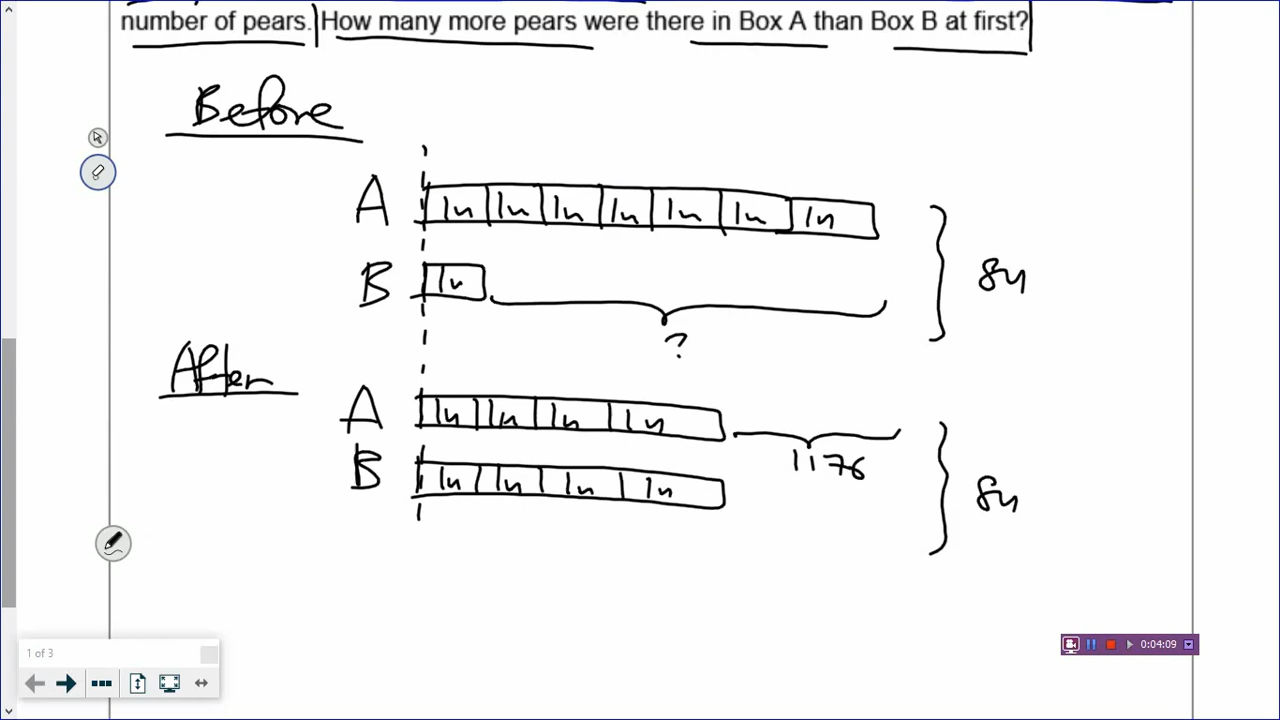 number of pears. How many more pears were there in Box A than Box B at first?
Before
A 1u 1u 1u 1u 1u 1u 1u
8u
B 1u
?
After
A 1u 1u 1u 1u
1176
B 1u 1u 1u 1u
8u
1 of 3
0:04:09